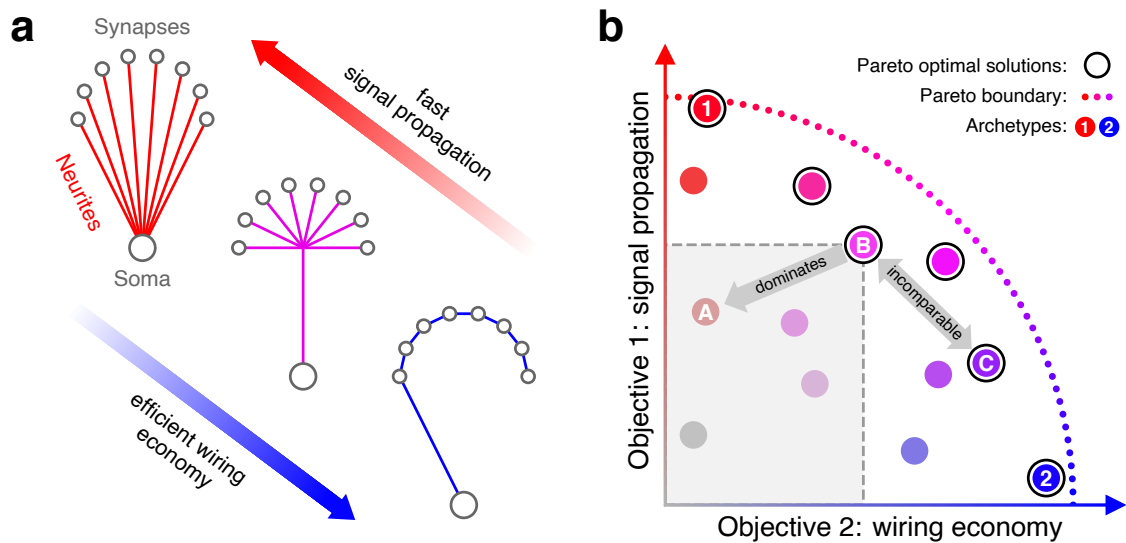 a
Synapses
Neurites
Soma
fast
signal propagation
efficient wiring
economy
b
Pareto optimal solutions:
Pareto boundary:
Archetypes: 1 2
Objective 1: signal propagation
1
B
dominates
incomparable
A
C
2
Objective 2: wiring economy